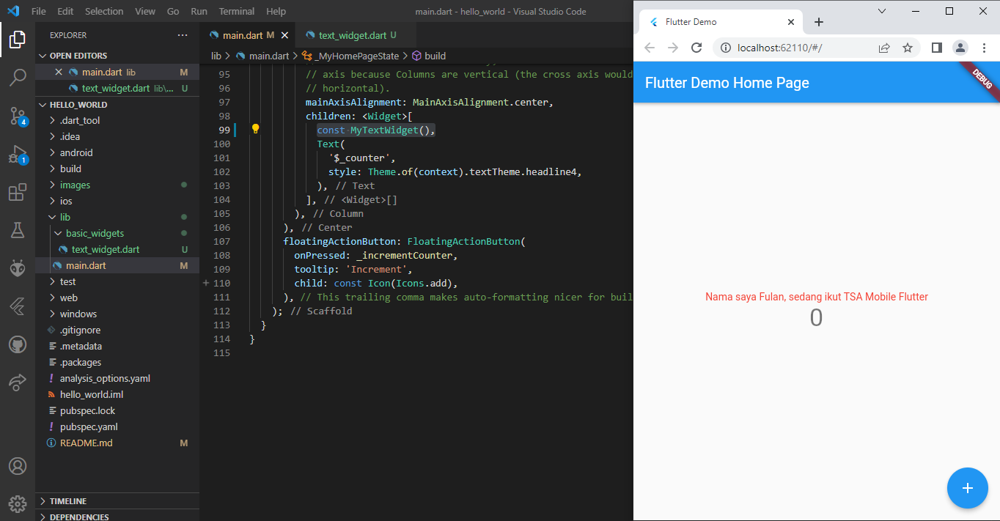 File Edit Selection View Go Run Terminal Help
main.dart - hello_world - Visual Studio Code
EXPLORER
OPEN EDITORS
main.dart lib M
text_widget.dart lib\... U
HELLO_WORLD
.dart_tool
.idea
android
build
images
ios
lib
basic_widgets
text_widget.dart U
main.dart M
test
web
windows
.gitignore
.metadata
.packages
analysis_options.yaml
hello_world.iml
pubspec.lock
pubspec.yaml
README.md M
TIMELINE
DEPENDENCIES
4
1
main.dart M
text_widget.dart U
lib > main.dart > _MyHomePageState > build
95 // axis because Columns are vertical (the cross axis would
96 // horizontal).
97 mainAxisAlignment: MainAxisAlignment.center,
98 children: <Widget>[
99 const MyTextWidget(),
100 Text(
101 '$_counter',
102 style: Theme.of(context).textTheme.headline4,
103 ), // Text
104 ], // <Widget>[]
105 ), // Column
106 ), // Center
107 floatingActionButton: FloatingActionButton(
108 onPressed: _incrementCounter,
109 tooltip: 'Increment',
110 child: const Icon(Icons.add),
111 ), // This trailing comma makes auto-formatting nicer for buil
112 ); // Scaffold
113 }
114 }
115
Flutter Demo
localhost:62110/#/
Flutter Demo Home Page
DEBUG
Nama saya Fulan, sedang ikut TSA Mobile Flutter
0